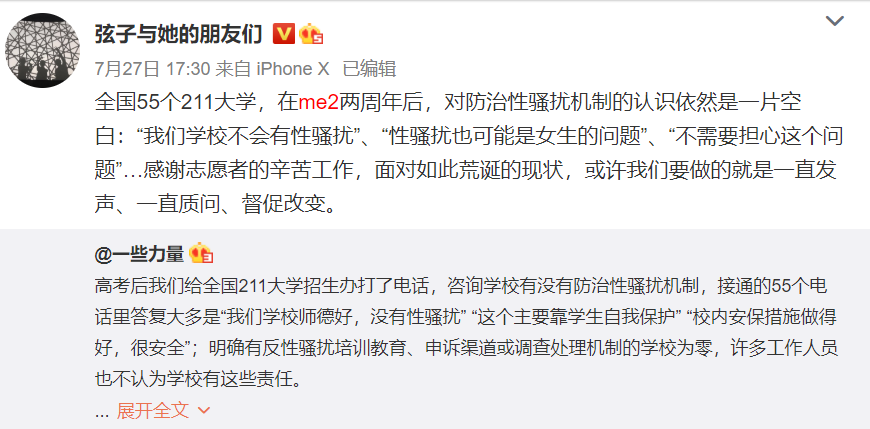 弦子与她的朋友们
7月27日 17:30 来自 iPhone X 已编辑
全国55个211大学，在me2两周年后，对防治性骚扰机制的认识依然是一片空
白：“我们学校不会有性骚扰”、“性骚扰也可能是女生的问题”、“不需要担心这个问
题”...感谢志愿者的辛苦工作，面对如此荒诞的现状，或许我们要做的就是一直发
声、一直质问、督促改变。
@一些力量
高考后我们给全国211大学招生办打了电话，咨询学校有没有防治性骚扰机制，接通的55个电
话里答复大多是“我们学校师德好，没有性骚扰” “这个主要靠学生自我保护” “校内安保措施做得
好，很安全”；明确有反性骚扰培训教育、申诉渠道或调查处理机制的学校为零，许多工作人员
也不认为学校有这些责任。
... 展开全文